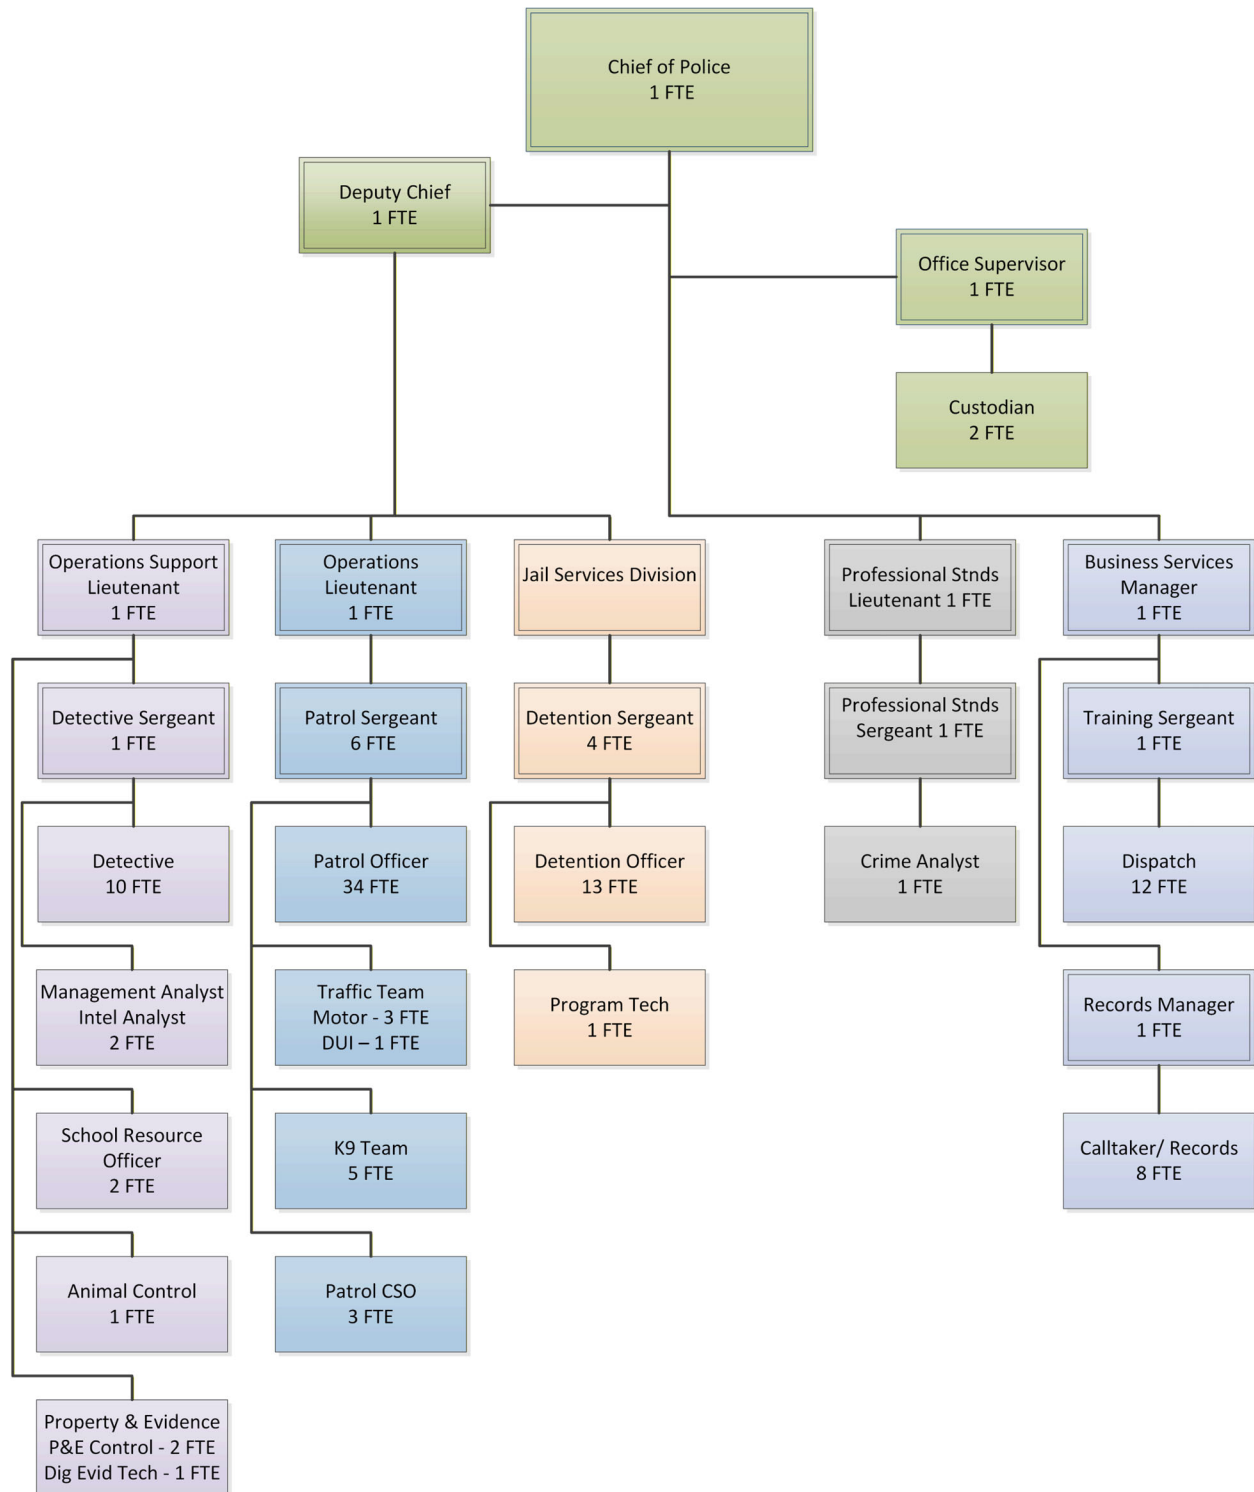 Chief of Police
1 FTE
Deputy Chief
1 FTE
Office Supervisor
1 FTE
Custodian
2 FTE
Operations Support
Lieutenant
1 FTE
Operations
Lieutenant
1 FTE
Jail Services Division
Professional Stnds
Lieutenant 1 FTE
Business Services
Manager
1 FTE
Detective Sergeant
1 FTE
Patrol Sergeant
6 FTE
Detention Sergeant
4 FTE
Professional Stnds
Sergeant 1 FTE
Training Sergeant
1 FTE
Detective
10 FTE
Patrol Officer
34 FTE
Detention Officer
13 FTE
Crime Analyst
1 FTE
Dispatch
12 FTE
Management Analyst
Intel Analyst
2 FTE
Traffic Team
Motor - 3 FTE
DUI – 1 FTE
Program Tech
1 FTE
Records Manager
1 FTE
School Resource
Officer
2 FTE
K9 Team
5 FTE
Calltaker/ Records
8 FTE
Animal Control
1 FTE
Patrol CSO
3 FTE
Property & Evidence
P&E Control - 2 FTE
Dig Evid Tech - 1 FTE